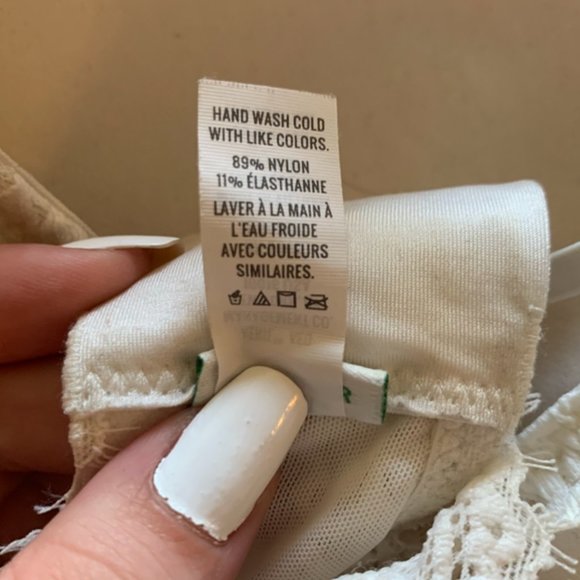 HAND WASH COLD
WITH LIKE COLORS.
89% NYLON
11% ÉLASTHANNE
LAVER À LA MAIN À
L'EAU FROIDE
AVEC COULEURS
SIMILAIRES.